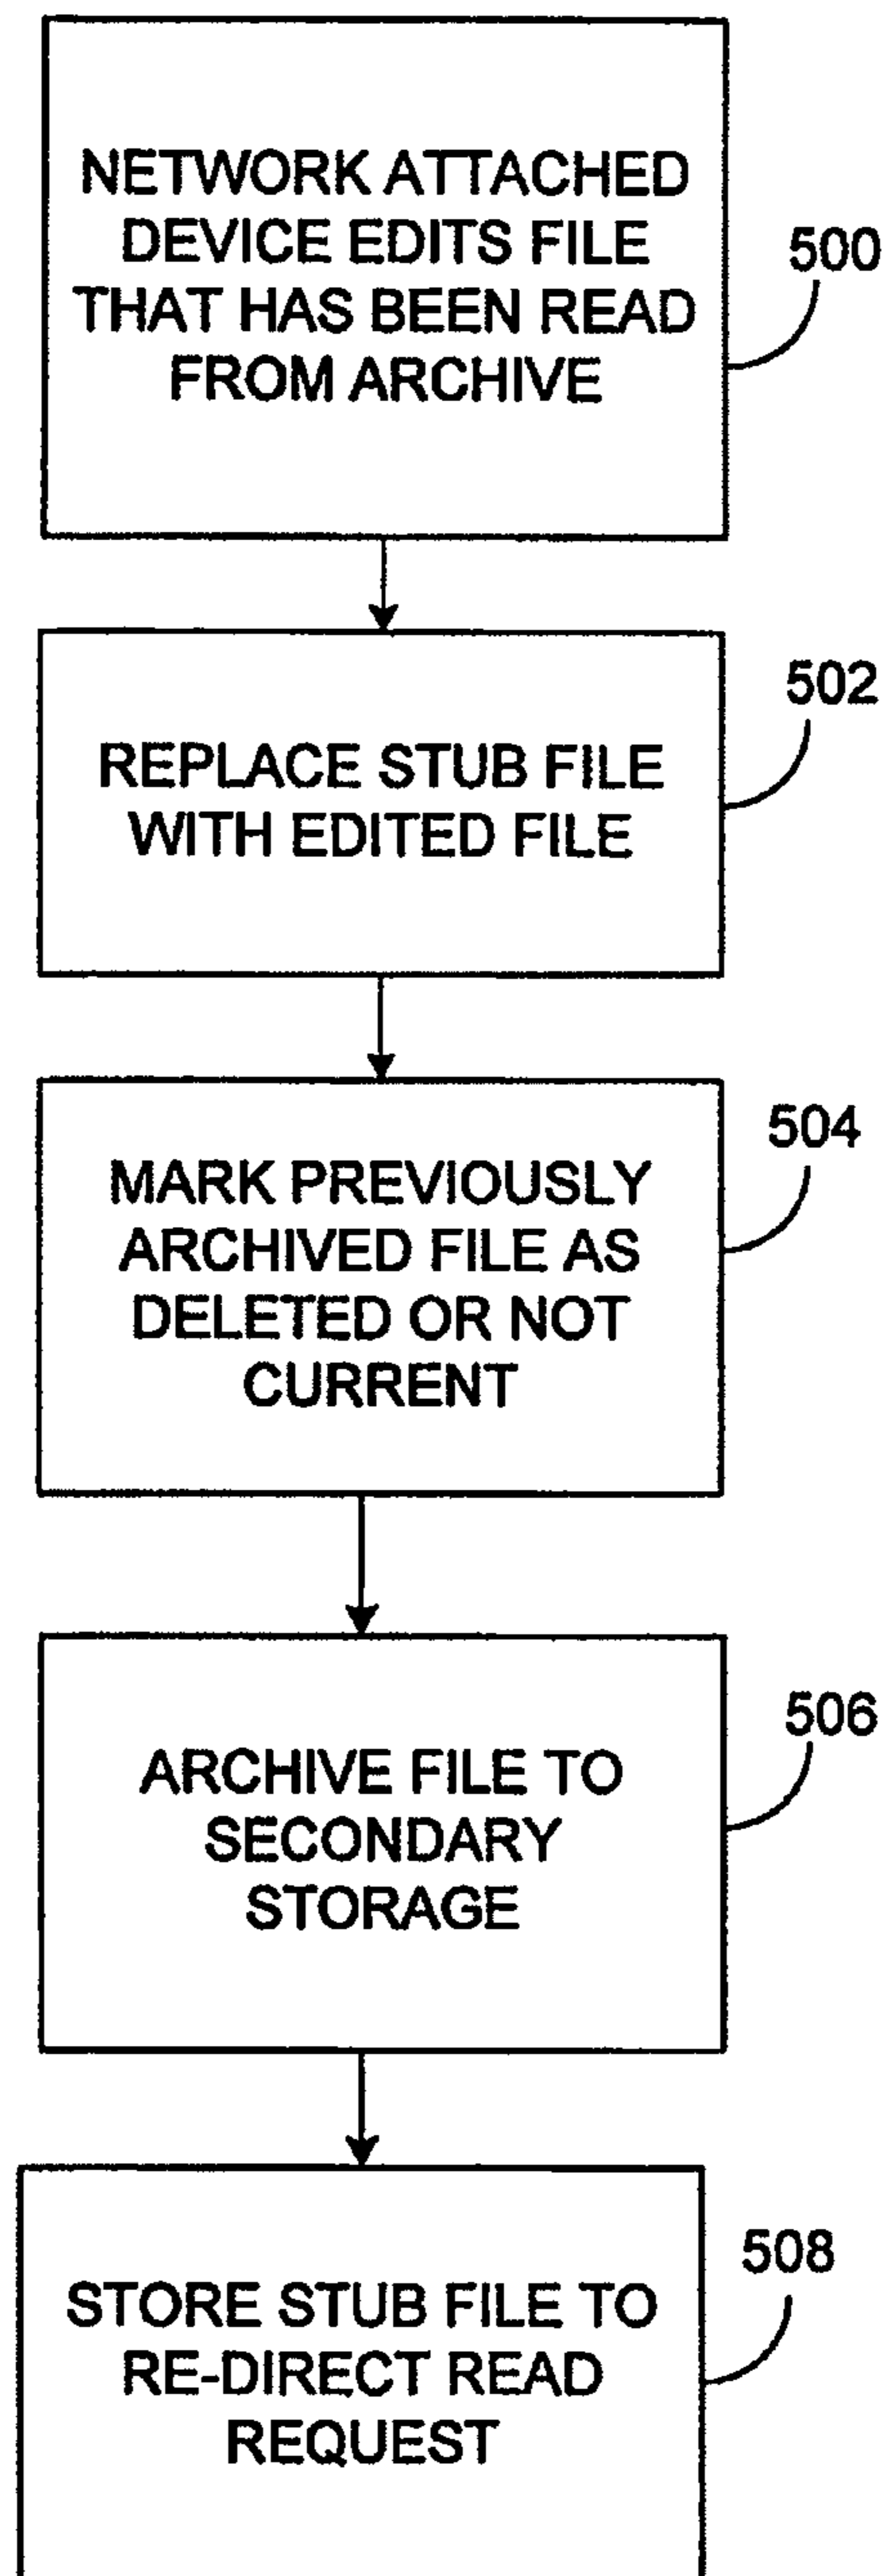 NETWORK ATTACHED
DEVICE EDITS FILE
THAT HAS BEEN READ
FROM ARCHIVE
500
REPLACE STUB FILE
WITH EDITED FILE
502
MARK PREVIOUSLY
ARCHIVED FILE AS
DELETED OR NOT
CURRENT
504
ARCHIVE FILE TO
SECONDARY
STORAGE
506
STORE STUB FILE TO
RE-DIRECT READ
REQUEST
508